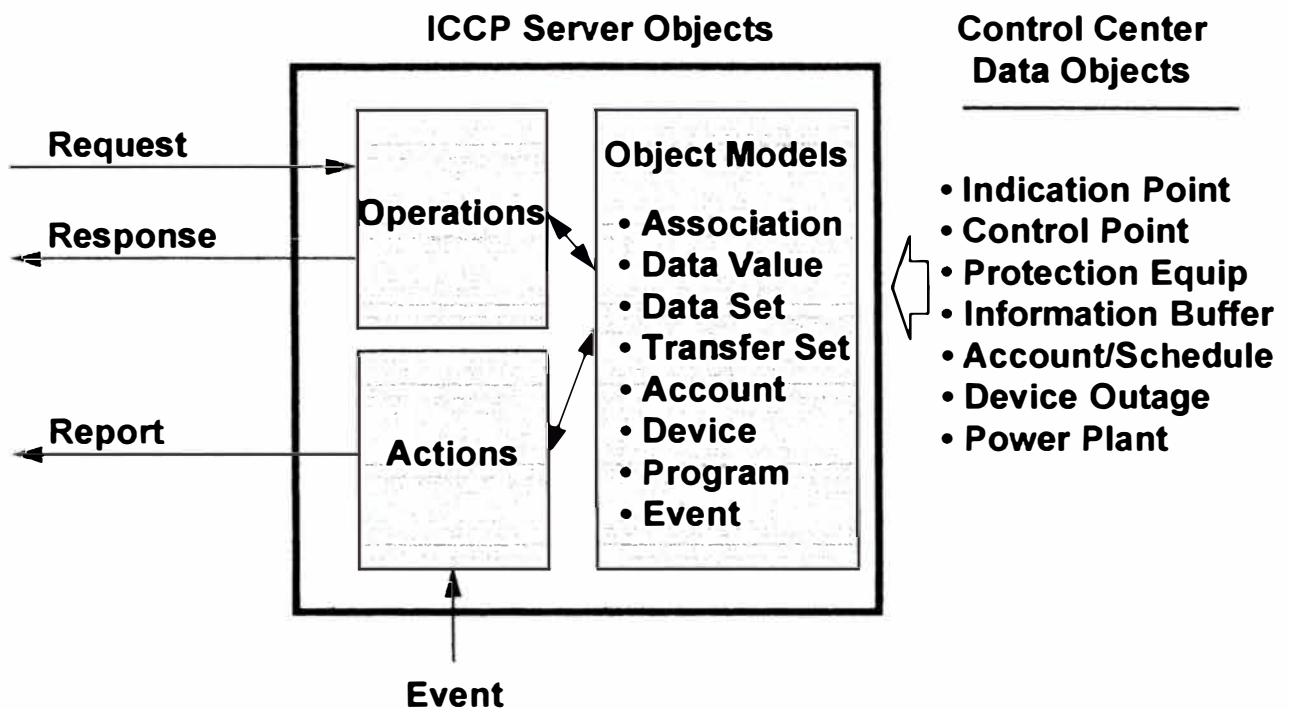 ICCP Server Objects
Control Center
Data Objects
Request
Response
Report
Operations
Actions
Event
Object Models
• Association
• Data Value
• Data Set
• Transfer Set
• Account
• Device
• Program
• Event
• Indication Point
• Control Point
• Protection Equip
• Information Buffer
• Account/Schedule
• Device Outage
• Power Plant